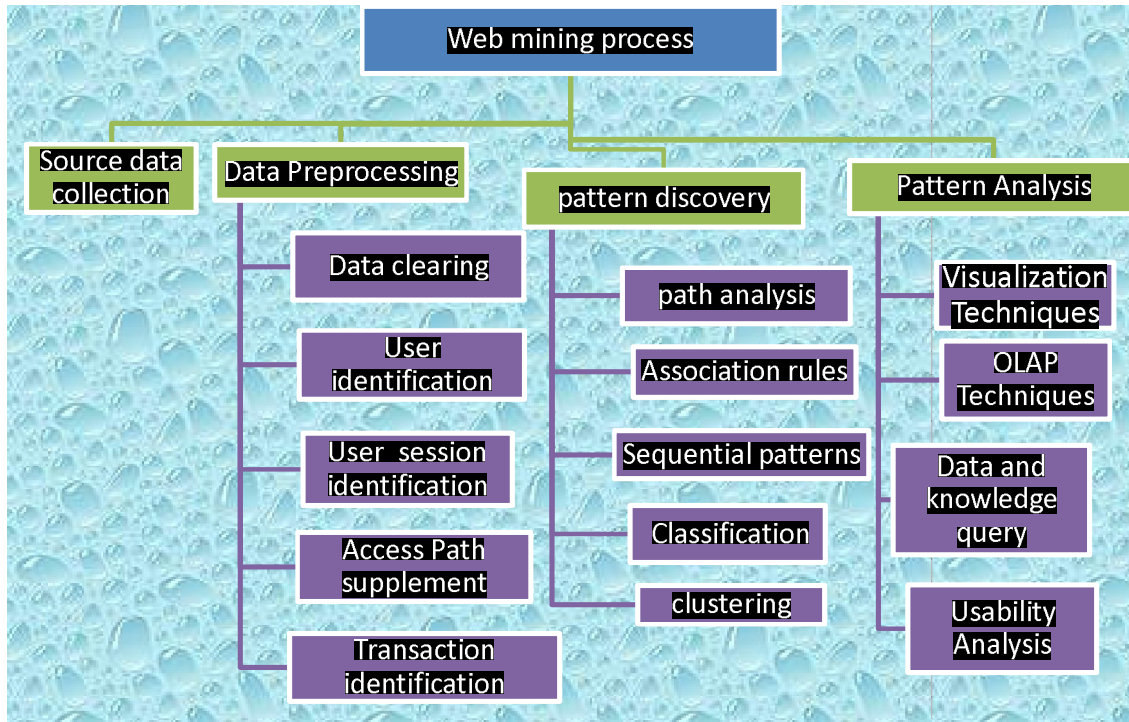 Web mining process
Source data
collection
Data Preprocessing
Data clearing
User
identification
User session
identification
Access Path
supplement
Transaction
identification
pattern discovery
path analysis
Association rules
Sequential patterns
Classification
clustering
Pattern Analysis
Visualization
Techniques
OLAP
Techniques
Data and
knowledge
query
Usability
Analysis